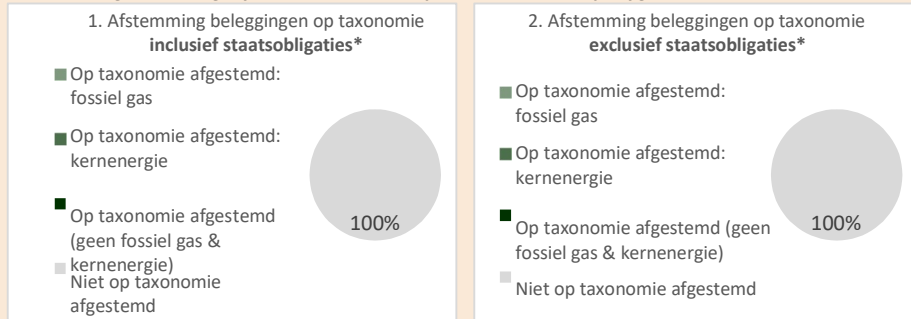 1. Afstemming beleggingen op taxonomie
inclusief staatsobligaties*
Op taxonomie afgestemd:
fossiel gas
Op taxonomie afgestemd:
kernenergie
Op taxonomie afgestemd
(geen fossiel gas &
kernenergie)
Niet op taxonomie
afgestemd
100%
2. Afstemming beleggingen op taxonomie
exclusief staatsobligaties*
Op taxonomie afgestemd:
fossiel gas
Op taxonomie afgestemd:
kernenergie
Op taxonomie afgestemd (geen
fossiel gas & kernenergie)
Niet op taxonomie afgestemd
100%